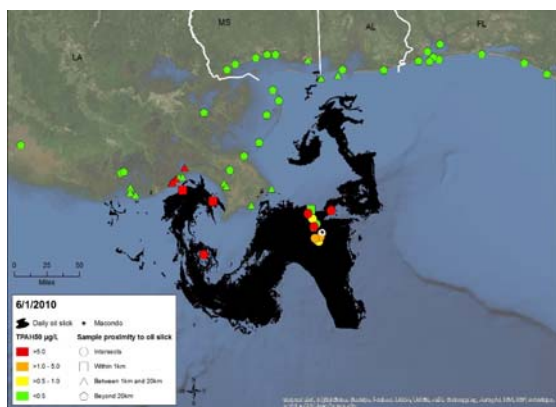 MS
AL
FL
LA
0 25 50
Miles
6/1/2010
Daily oil slick
Macondo
TPAH50 µg/L
Sample proximity to oil slick
>5.0
Intersects
>1.0 - 5.0
Within 1km
>0.5 - 1.0
Between 1km and 20km
<0.5
Beyond 20km